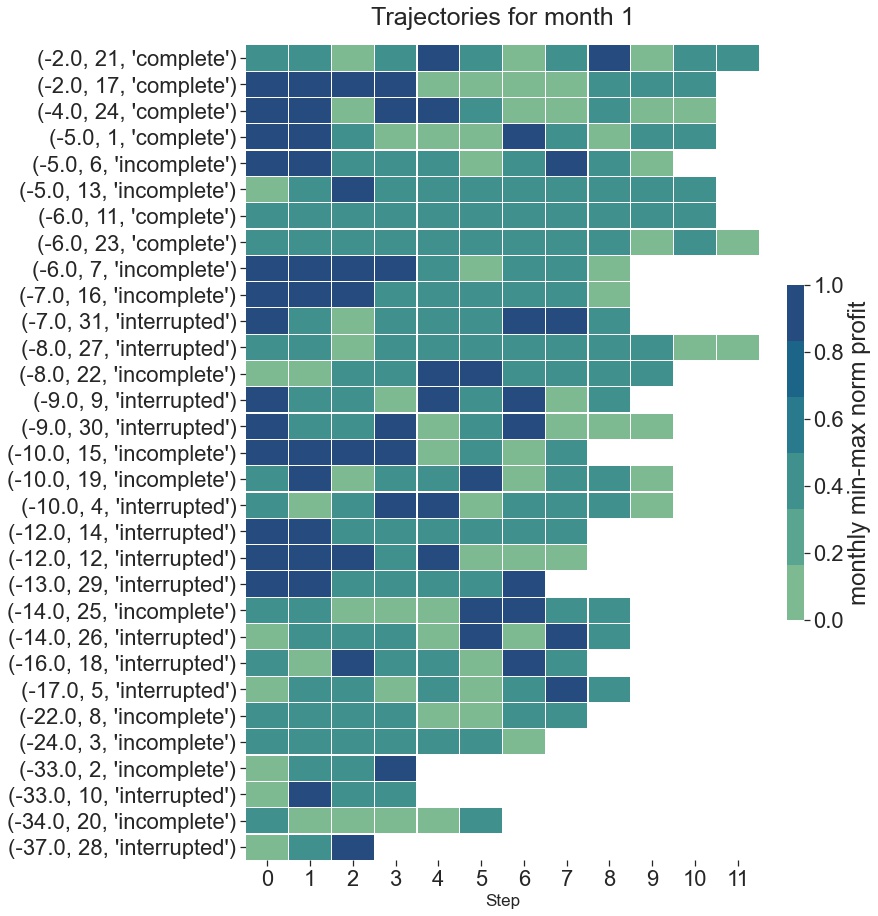 Trajectories for month 1
(-2.0, 21, 'complete')
(-2.0, 17, 'complete')
(-4.0, 24, 'complete')
(-5.0, 1, 'complete')
(-5.0, 6, 'incomplete')
(-5.0, 13, 'incomplete')
(-6.0, 11, 'complete')
(-6.0, 23, 'complete')
(-6.0, 7, 'incomplete')
(-7.0, 16, 'incomplete')
(-7.0, 31, 'interrupted')
(-8.0, 27, 'interrupted')
(-8.0, 22, 'incomplete')
(-9.0, 9, 'interrupted')
(-9.0, 30, 'interrupted')
(-10.0, 15, 'incomplete')
(-10.0, 19, 'incomplete')
(-10.0, 4, 'interrupted')
(-12.0, 14, 'interrupted')
(-12.0, 12, 'interrupted')
(-13.0, 29, 'interrupted')
(-14.0, 25, 'incomplete')
(-14.0, 26, 'interrupted')
(-16.0, 18, 'interrupted')
(-17.0, 5, 'interrupted')
(-22.0, 8, 'incomplete')
(-24.0, 3, 'incomplete')
(-33.0, 2, 'incomplete')
(-33.0, 10, 'interrupted')
(-34.0, 20, 'incomplete')
(-37.0, 28, 'interrupted')
0 1 2 3 4 5 6 7 8 9 10 11
Step
1.0
0.8
0.6
0.4
0.2
0.0
monthly min-max norm profit